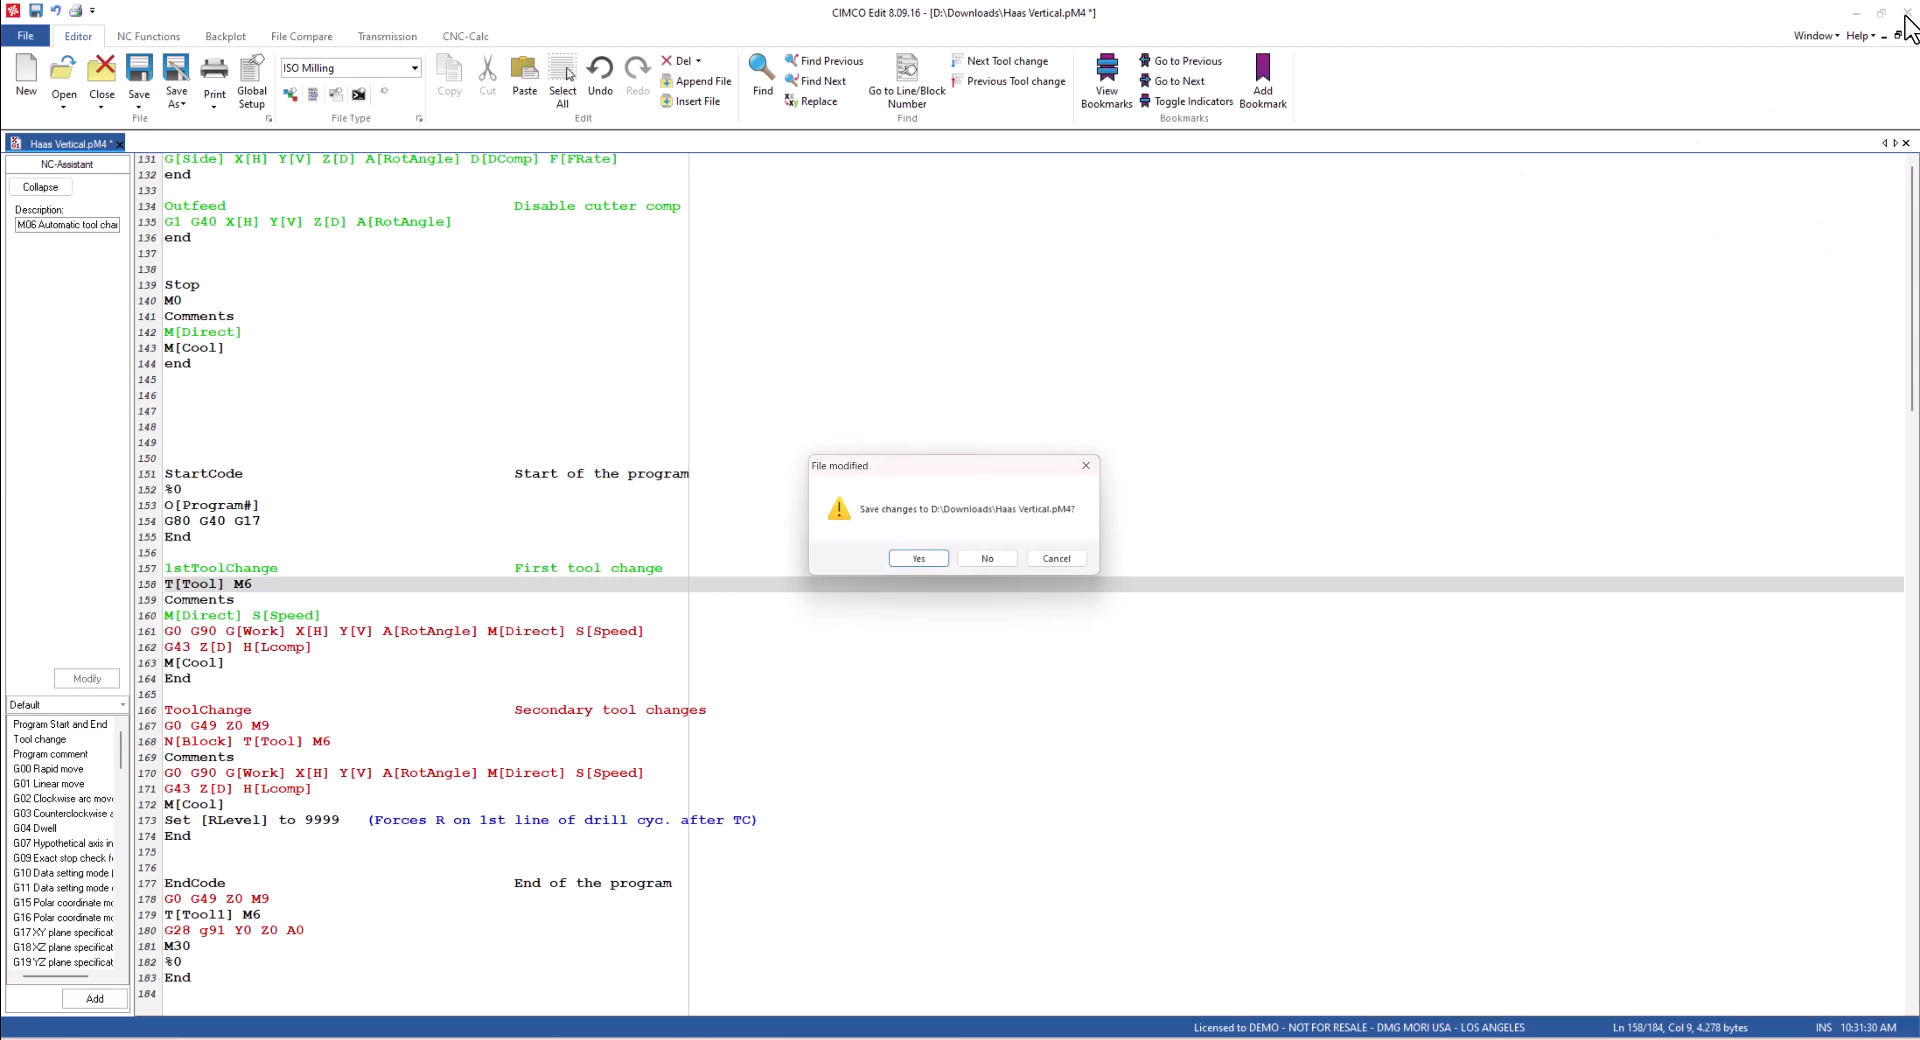 CIMCO Edit 8.09.16 - [D:\Downloads\Haas Vertical.pM4 *]
File Editor NC Functions Backplot File Compare Transmission CNC-Calc Window Help
New Open Close Save Save As Print Global Setup
File
ISO Milling
File Type
Copy Cut Paste Select All Undo Redo
Del
Append File
Insert File
Edit
Find
Find Previous
Find Next
Replace
Go to Line/Block Number
Next Tool change
Previous Tool change
Find
View Bookmarks
Go to Previous
Go to Next
Toggle Indicators
Add Bookmark
Bookmarks
Haas Vertical.pM4 *
NC-Assistant
Collapse
Description:
M06 Automatic tool chan
Modify
Default
Program Start and End
Tool change
Program comment
G00 Rapid move
G01 Linear move
G02 Clockwise arc move
G03 Counterclockwise a
G04 Dwell
G07 Hypothetical axis in
G09 Exact stop check f
G10 Data setting mode
G11 Data setting mode
G15 Polar coordinate mo
G16 Polar coordinate mo
G17 XY plane specificat
G18 XZ plane specificat
G19 YZ plane specificat
Add
131 G[Side] X[H] Y[V] Z[D] A[RotAngle] D[DComp] F[FRate]
132 end
133
134 Outfeed Disable cutter comp
135 G1 G40 X[H] Y[V] Z[D] A[RotAngle]
136 end
137
138
139 Stop
140 M0
141 Comments
142 M[Direct]
143 M[Cool]
144 end
145
146
147
148
149
150
151 StartCode Start of the program
152 %0
153 O[Program#]
154 G80 G40 G17
155 End
156
157 1stToolChange First tool change
158 T[Tool] M6
159 Comments
160 M[Direct] S[Speed]
161 G0 G90 G[Work] X[H] Y[V] A[RotAngle] M[Direct] S[Speed]
162 G43 Z[D] H[Lcomp]
163 M[Cool]
164 End
165
166 ToolChange Secondary tool changes
167 G0 G49 Z0 M9
168 N[Block] T[Tool] M6
169 Comments
170 G0 G90 G[Work] X[H] Y[V] A[RotAngle] M[Direct] S[Speed]
171 G43 Z[D] H[Lcomp]
172 M[Cool]
173 Set [RLevel] to 9999 (Forces R on 1st line of drill cyc. after TC)
174 End
175
176
177 EndCode End of the program
178 G0 G49 Z0 M9
179 T[Tool1] M6
180 G28 g91 Y0 Z0 A0
181 M30
182 %0
183 End
184
File modified
Save changes to D:\Downloads\Haas Vertical.pM4?
Yes No Cancel
Licensed to DEMO - NOT FOR RESALE - DMG MORI USA - LOS ANGELES Ln 158/184, Col 9, 4.278 bytes INS 10:31:30 AM